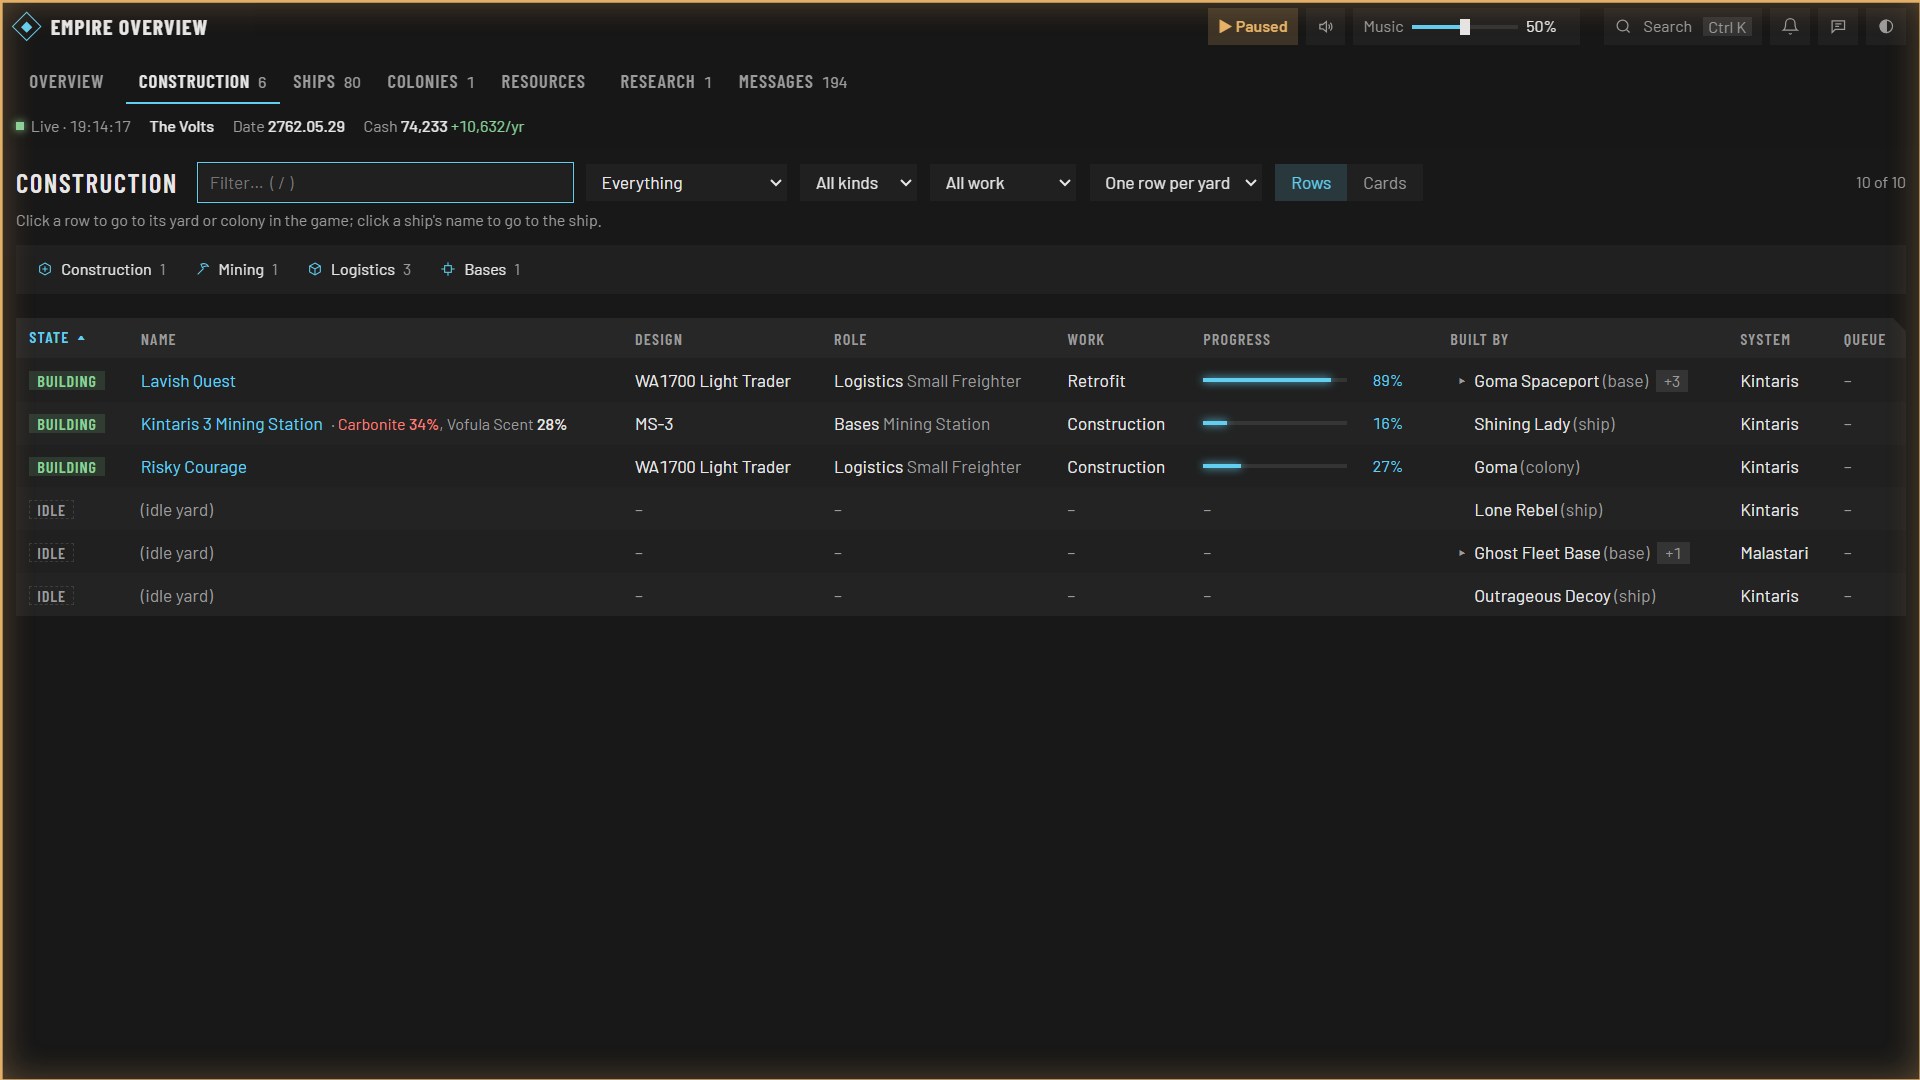 EMPIRE OVERVIEW
Paused
Music 50%
Search Ctrl K
OVERVIEW CONSTRUCTION 6 SHIPS 80 COLONIES 1 RESOURCES RESEARCH 1 MESSAGES 194
Live · 19:14:17 The Volts Date 2762.05.29 Cash 74,233 +10,632/yr
CONSTRUCTION Filter... ( / ) Everything All kinds All work One row per yard Rows Cards 10 of 10
Click a row to go to its yard or colony in the game; click a ship's name to go to the ship.
Construction 1 Mining 1 Logistics 3 Bases 1
STATE NAME DESIGN ROLE WORK PROGRESS BUILT BY SYSTEM QUEUE
BUILDING Lavish Quest WA1700 Light Trader Logistics Small Freighter Retrofit 89% Goma Spaceport (base) +3 Kintaris –
BUILDING Kintaris 3 Mining Station · Carbonite 34%, Vofula Scent 28% MS-3 Bases Mining Station Construction 16% Shining Lady (ship) Kintaris –
BUILDING Risky Courage WA1700 Light Trader Logistics Small Freighter Construction 27% Goma (colony) Kintaris –
IDLE (idle yard) – – – – Lone Rebel (ship) Kintaris –
IDLE (idle yard) – – – – Ghost Fleet Base (base) +1 Malastari –
IDLE (idle yard) – – – – Outrageous Decoy (ship) Kintaris –